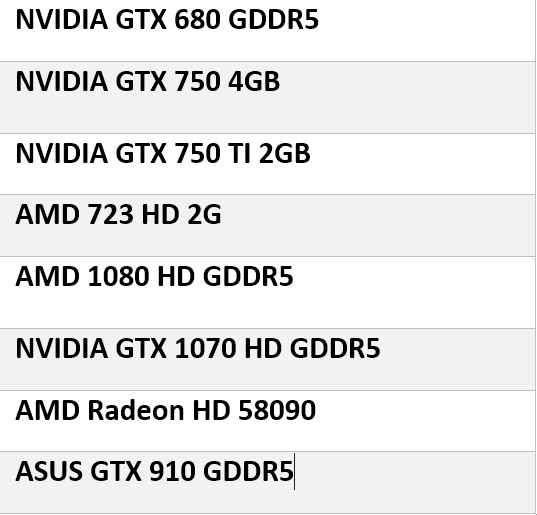 NVIDIA GTX 680 GDDR5
NVIDIA GTX 750 4GB
NVIDIA GTX 750 TI 2GB
AMD 723 HD 2G
AMD 1080 HD GDDR5
NVIDIA GTX 1070 HD GDDR5
AMD Radeon HD 58090
ASUS GTX 910 GDDR5